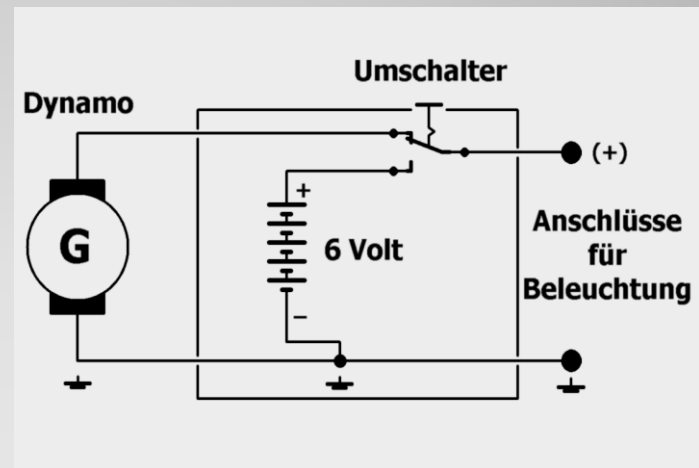 Umschalter
Dynamo
(+)
+
G
6 Volt
Anschlüsse
für
Beleuchtung
−